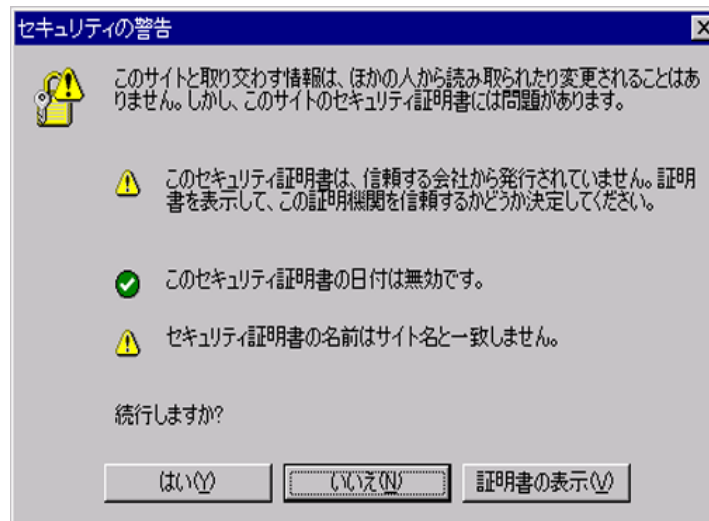 セキュリティの警告
このサイトと取り交わす情報は、ほかの人から読み取られたり変更されることはあ
りません。しかし、このサイトのセキュリティ証明書には問題があります。
このセキュリティ証明書は、信頼する会社から発行されていません。証明
書を表示して、この証明機関を信頼するかどうか決定してください。
このセキュリティ証明書の日付は無効です。
セキュリティ証明書の名前はサイト名と一致しません。
続行しますか?
はい(Y) いいえ(N) 証明書の表示(V)